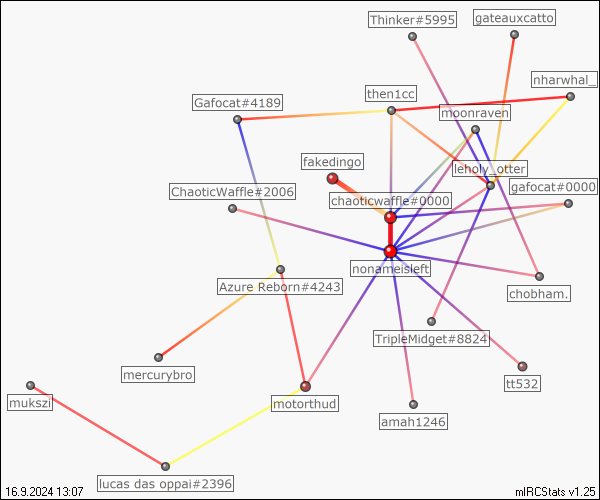 Thinker#5995
gateauxcatto
nharwhal_
then1cc
Gafocat#4189
moonraven
fakedingo
leholy_otter
ChaoticWaffle#2006
gafocat#0000
chaoticwaffle#0000
nonameisleft
Azure Reborn#4243
chobham.
TripleMidget#8824
mercurybro
tt532
motorthud
mukszi
amah1246
lucas das oppai#2396
16.9.2024 13:07
mIRCStats v1.25